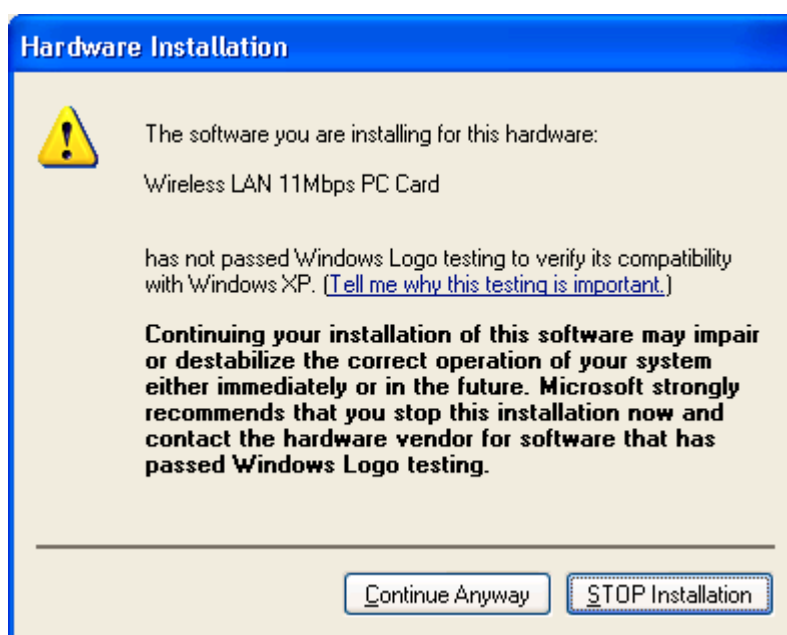 Hardware Installation
The software you are installing for this hardware:
Wireless LAN 11Mbps PC Card
has not passed Windows Logo testing to verify its compatibility
with Windows XP. (Tell me why this testing is important.)
Continuing your installation of this software may impair
or destabilize the correct operation of your system
either immediately or in the future. Microsoft strongly
recommends that you stop this installation now and
contact the hardware vendor for software that has
passed Windows Logo testing.
Continue Anyway
STOP Installation